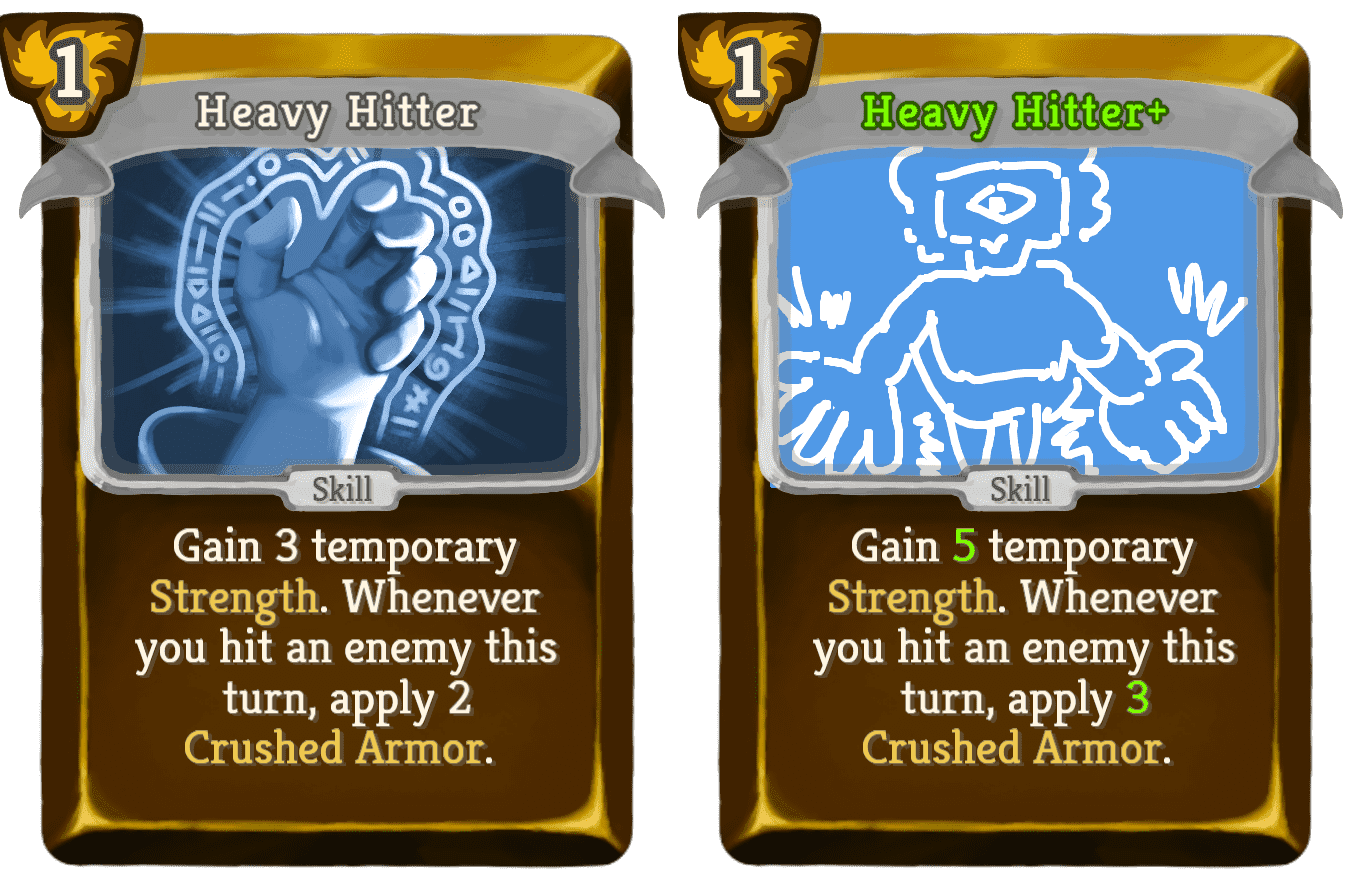 1
Heavy Hitter
Skill
Gain 3 temporary
Strength. Whenever
you hit an enemy this
turn, apply 2
Crushed Armor.
1
Heavy Hitter+
Skill
Gain 5 temporary
Strength. Whenever
you hit an enemy this
turn, apply 3
Crushed Armor.